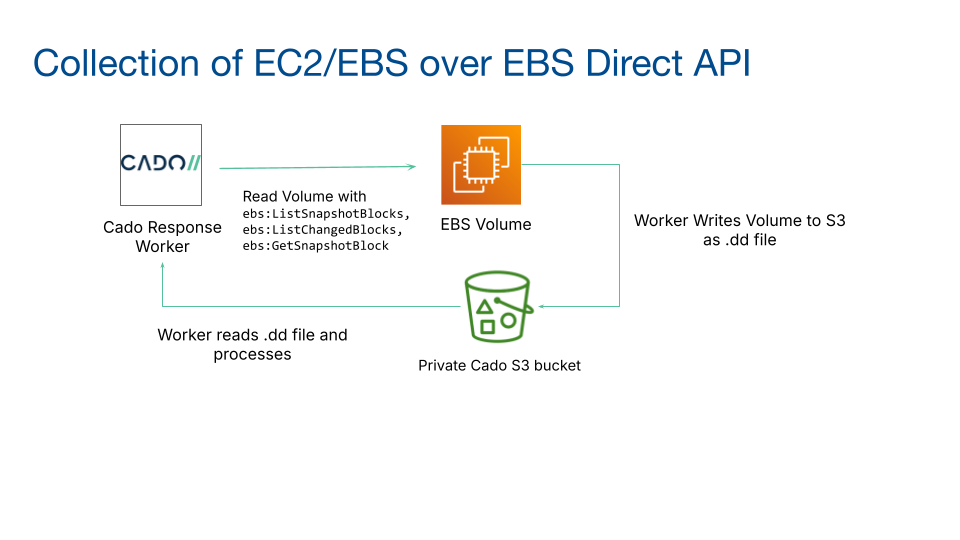 Collection of EC2/EBS over EBS Direct API
CADO//
Cado Response
Worker
Read Volume with
ebs:ListSnapshotBlocks,
ebs:ListChangedBlocks,
ebs:GetSnapshotBlock
EBS Volume
Worker Writes Volume to S3
as .dd file
Worker reads .dd file and
processes
Private Cado S3 bucket